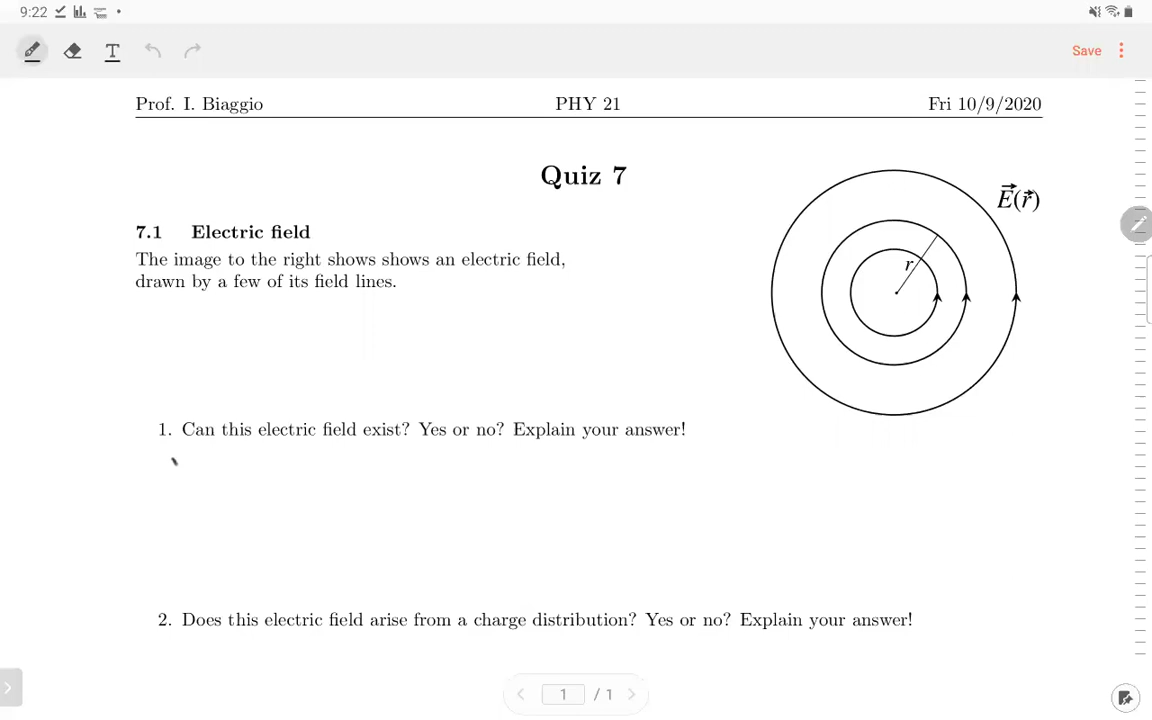 9:22
T
Save
Prof. I. Biaggio PHY 21 Fri 10/9/2020
Quiz 7
E⃗(r⃗)
7.1 Electric field
The image to the right shows shows an electric field,
drawn by a few of its field lines.
r
1. Can this electric field exist? Yes or no? Explain your answer!
2. Does this electric field arise from a charge distribution? Yes or no? Explain your answer!
1 / 1